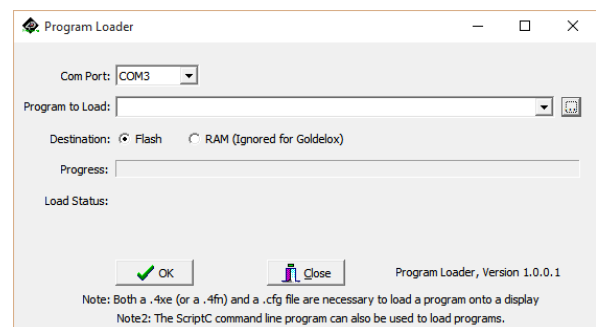 Program Loader
Com Port: COM3
Program to Load:
Destination: Flash RAM (Ignored for Goldelox)
Progress:
Load Status:
OK Close Program Loader, Version 1.0.0.1
Note: Both a .4xe (or a .4fn) and a .cfg file are necessary to load a program onto a display
Note2: The ScriptC command line program can also be used to load programs.